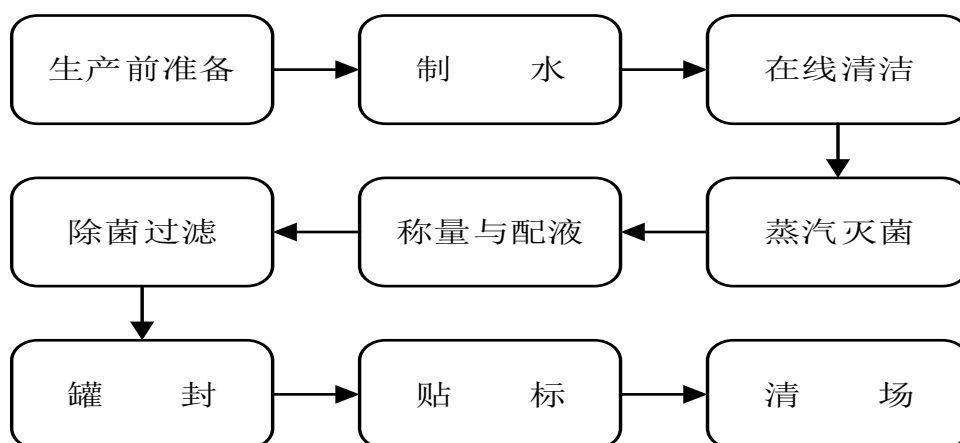 生产前准备
制 水
在线清洁
蒸汽灭菌
称量与配液
除菌过滤
罐 封
贴 标
清 场